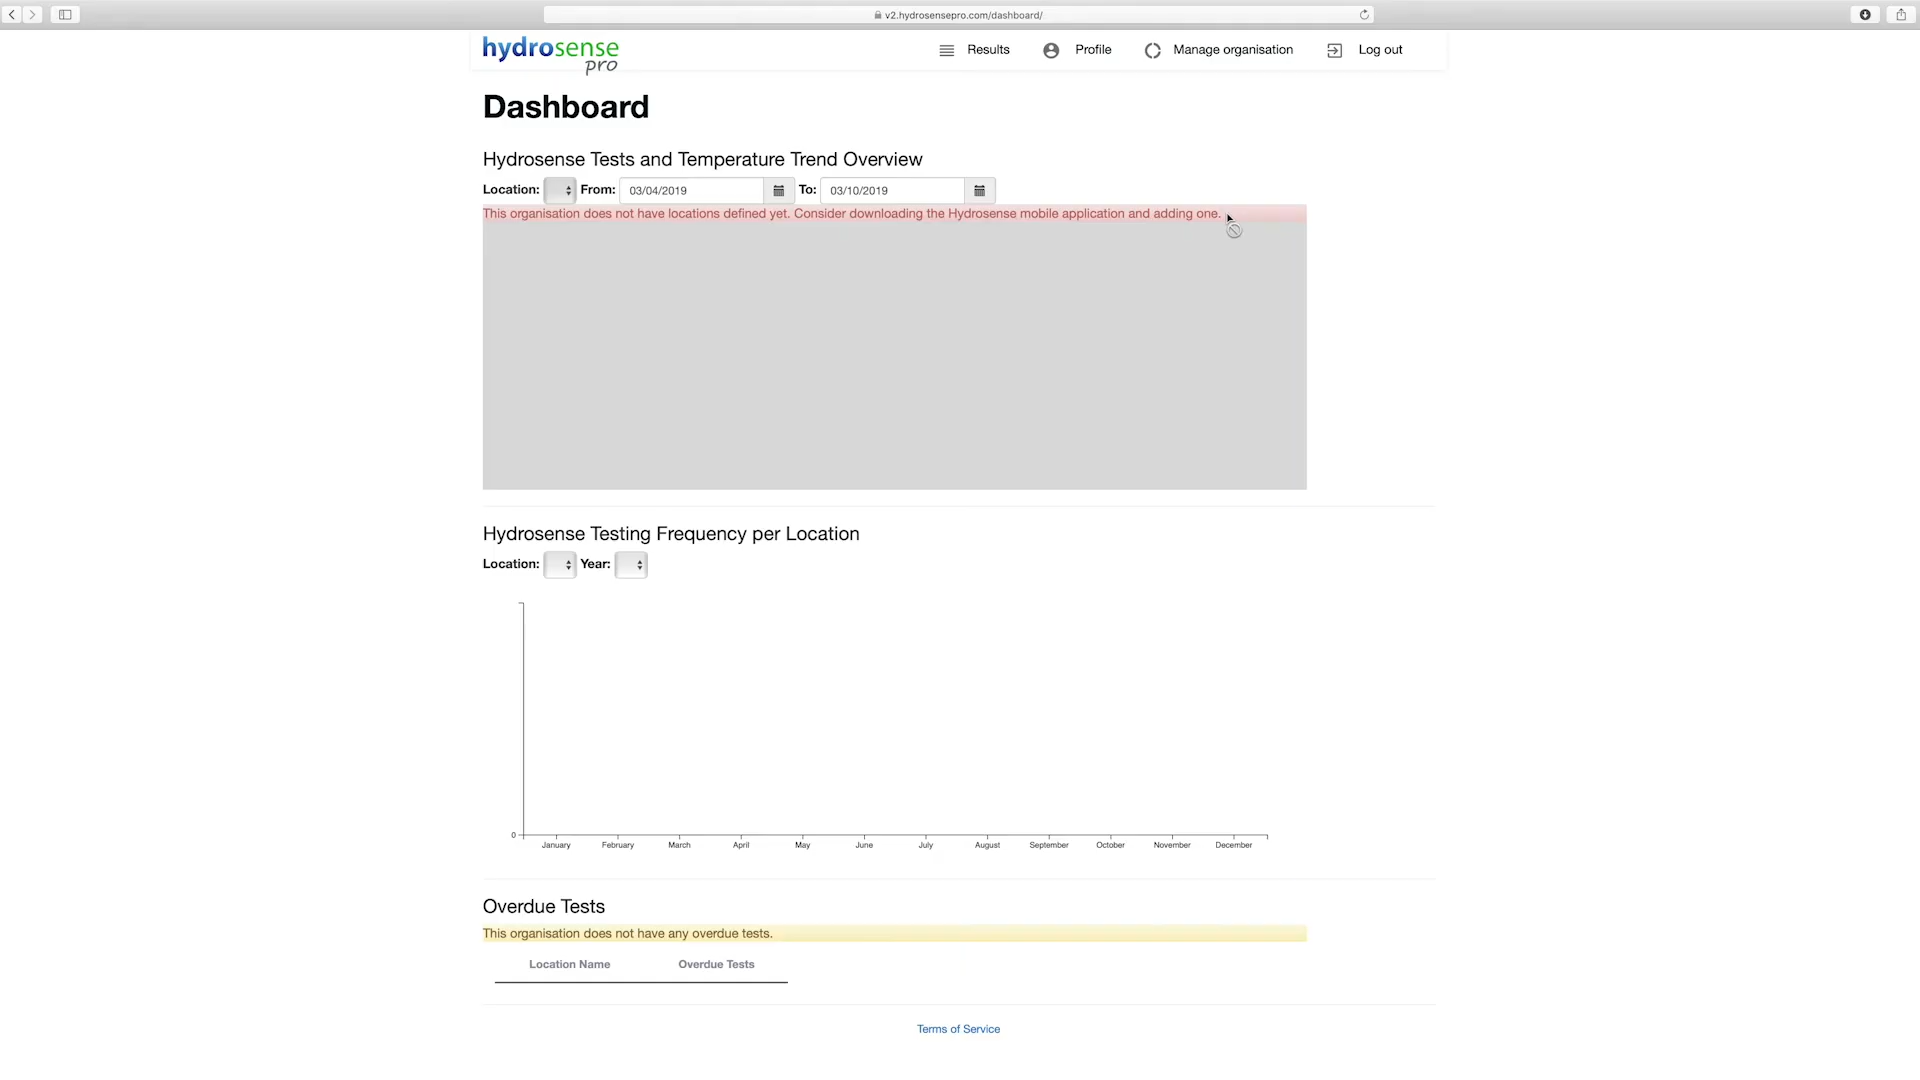 v2.hydrosensepro.com/dashboard/
hydrosense
pro
Results
Profile
Manage organisation
Log out
Dashboard
Hydrosense Tests and Temperature Trend Overview
Location: From: 03/04/2019 To: 03/10/2019
This organisation does not have locations defined yet. Consider downloading the Hydrosense mobile application and adding one.
Hydrosense Testing Frequency per Location
Location: Year:
0
January February March April May June July August September October November December
Overdue Tests
This organisation does not have any overdue tests.
Location Name Overdue Tests
Terms of Service